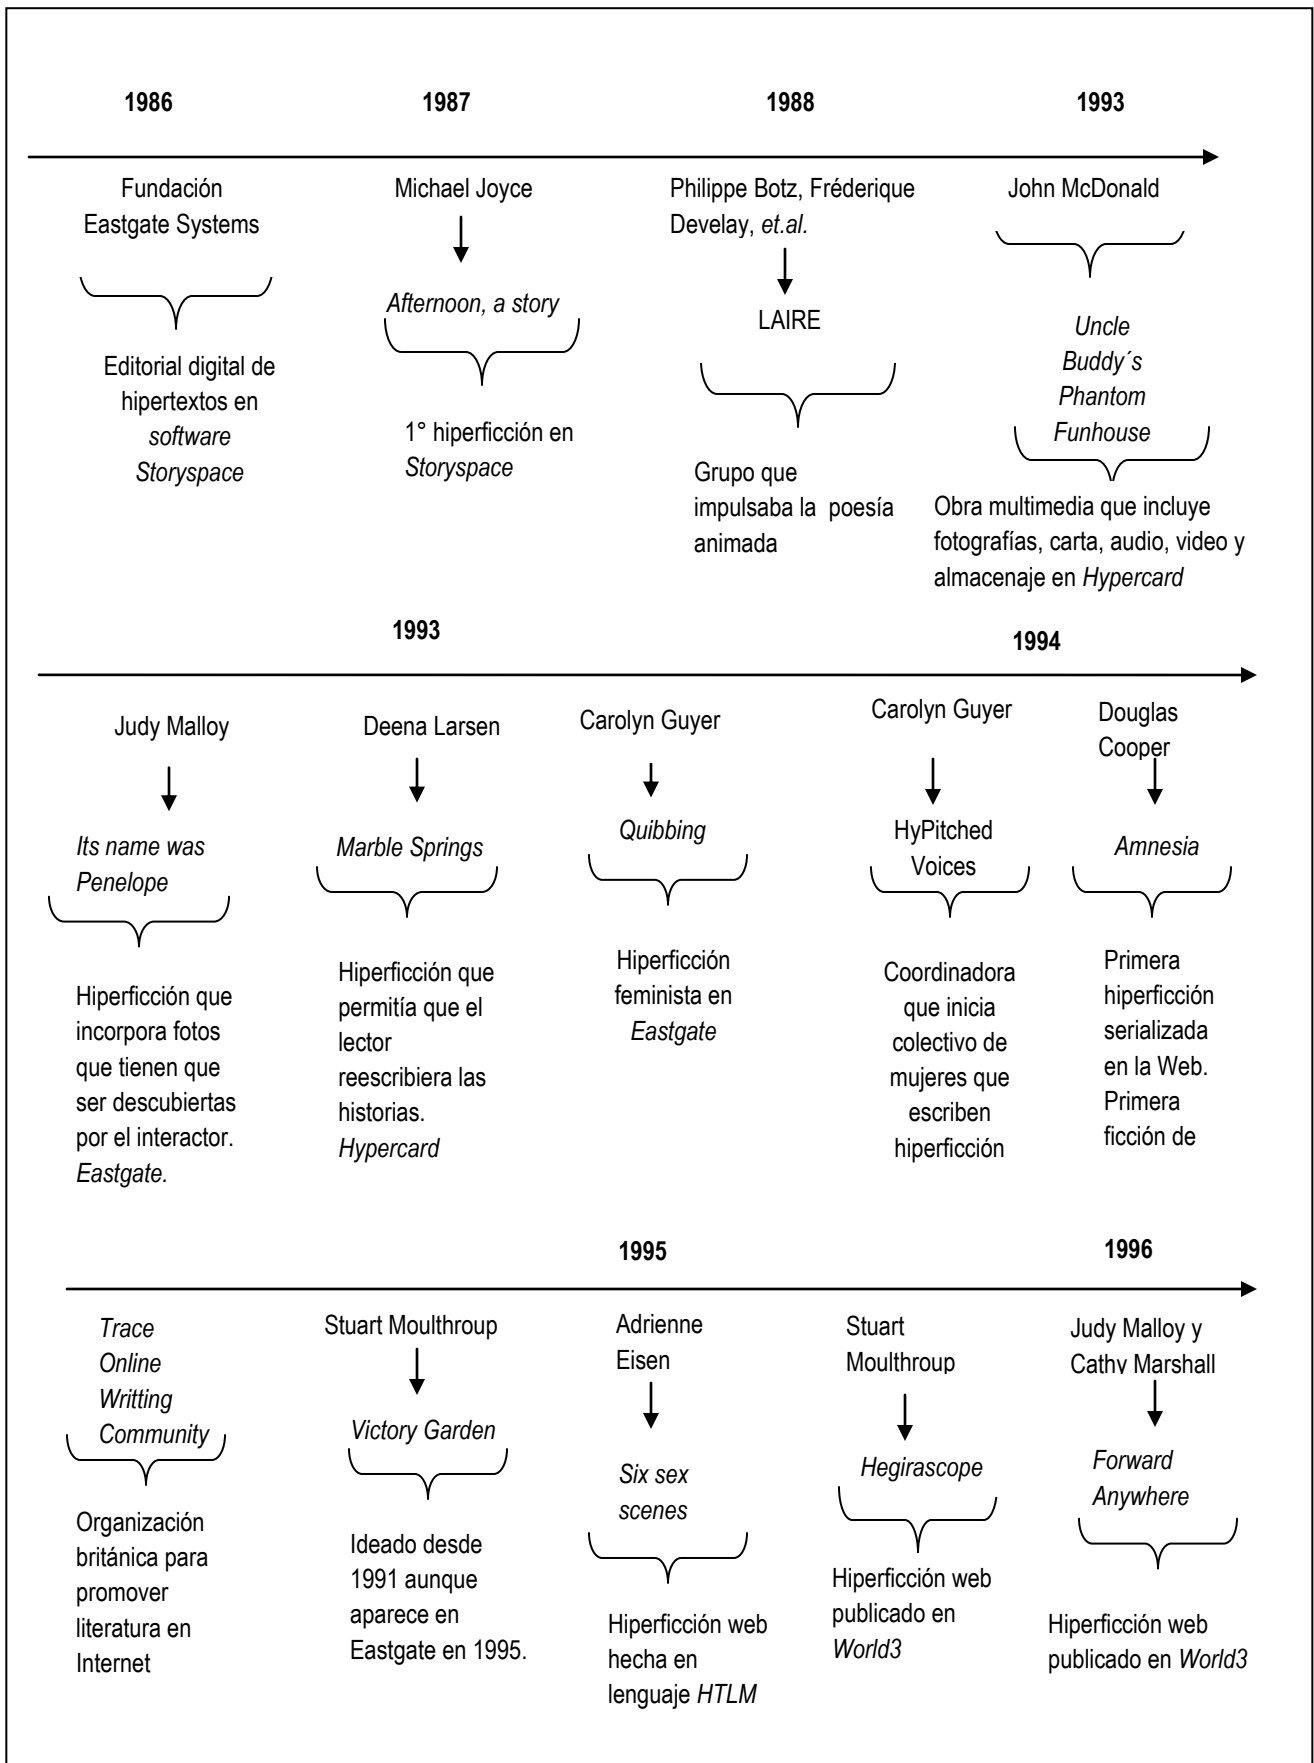 1986
1987
1988
1993
Fundación
Eastgate Systems
Editorial digital de
hipertextos en
software
Storyspace
Michael Joyce
Afternoon, a story
1° hiperficción en
Storyspace
Philippe Botz, Fréderique
Develay, et.al.
LAIRE
Grupo que
impulsaba la poesía
animada
John McDonald
Uncle
Buddy´s
Phantom
Funhouse
Obra multimedia que incluye
fotografías, carta, audio, video y
almacenaje en Hypercard
1993
1994
Judy Malloy
Its name was
Penelope
Hiperficción que
incorpora fotos
que tienen que
ser descubiertas
por el interactor.
Eastgate.
Deena Larsen
Marble Springs
Hiperficción que
permitía que el
lector
reescribiera las
historias.
Hypercard
Carolyn Guyer
Quibbing
Hiperficción
feminista en
Eastgate
Carolyn Guyer
HyPitched
Voices
Coordinadora
que inicia
colectivo de
mujeres que
escriben
hiperficción
Douglas
Cooper
Amnesia
Primera
hiperficción
serializada
en la Web.
Primera
ficción de
1995
1996
Trace
Online
Writting
Community
Organización
británica para
promover
literatura en
Internet
Stuart Moulthroup
Victory Garden
Ideado desde
1991 aunque
aparece en
Eastgate en 1995.
Adrienne
Eisen
Six sex
scenes
Hiperficción web
hecha en
lenguaje HTLM
Stuart
Moulthroup
Hegirascope
Hiperficción web
publicado en
World3
Judy Malloy y
Cathy Marshall
Forward
Anywhere
Hiperficción web
publicado en World3